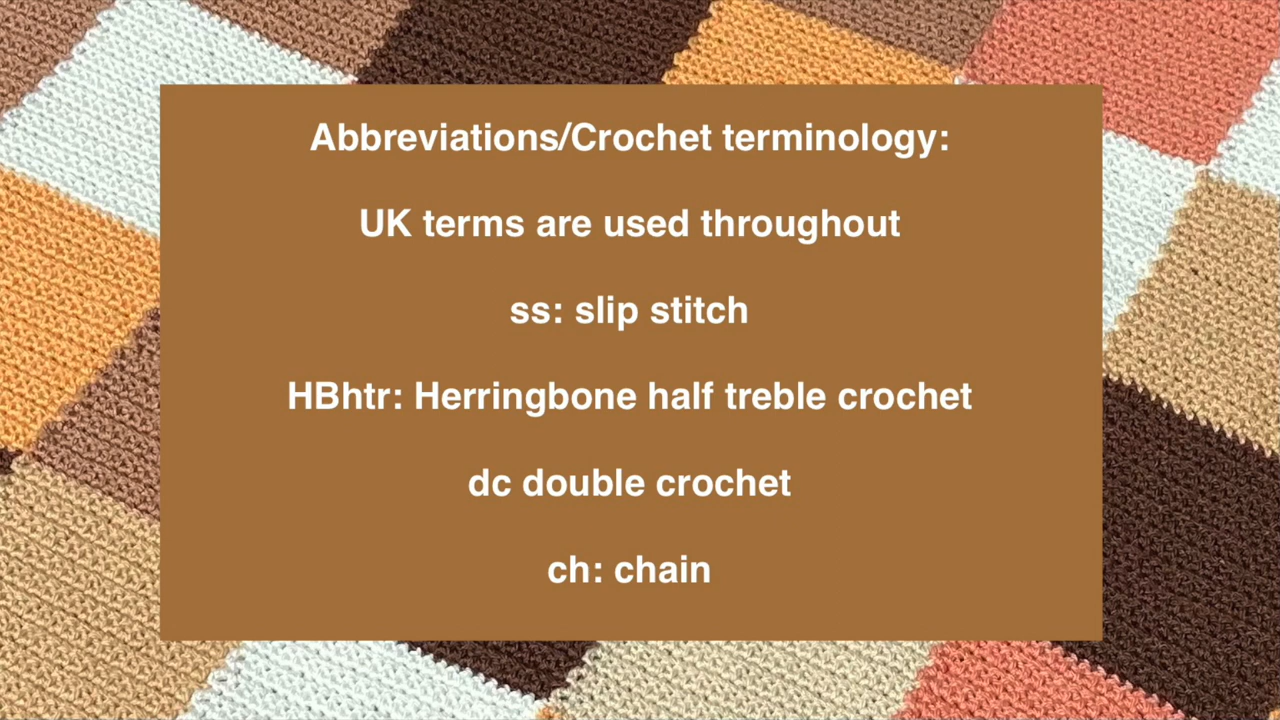 Abbreviations/Crochet terminology:
UK terms are used throughout
ss: slip stitch
HBhtr: Herringbone half treble crochet
dc double crochet
ch: chain